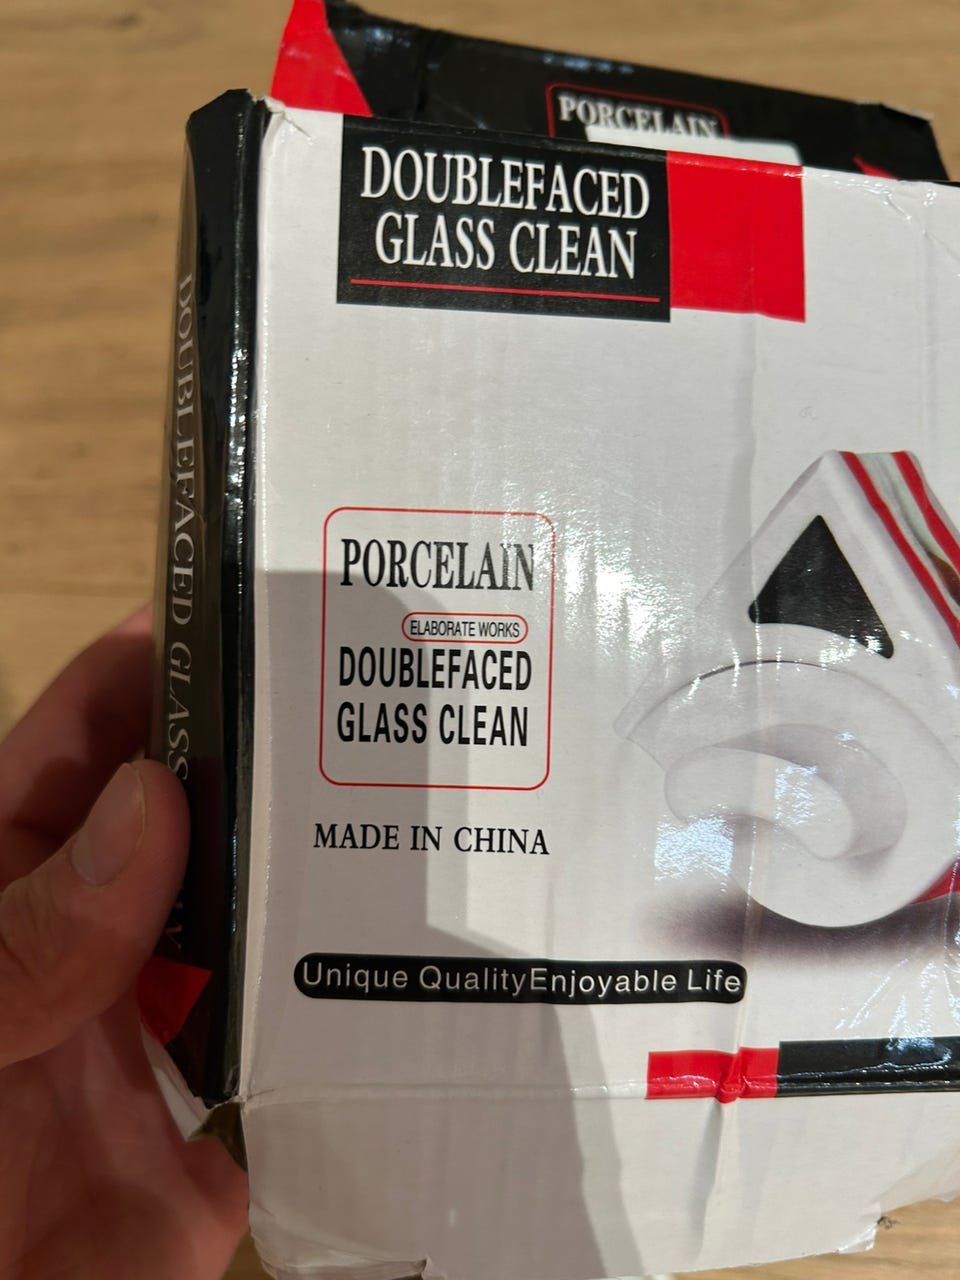 PORCELAIN
DOUBLEFACED
GLASS CLEAN
DOUBLEFACED GLASS
PORCELAIN
ELABORATE WORKS
DOUBLEFACED
GLASS CLEAN
MADE IN CHINA
Unique QualityEnjoyable Life